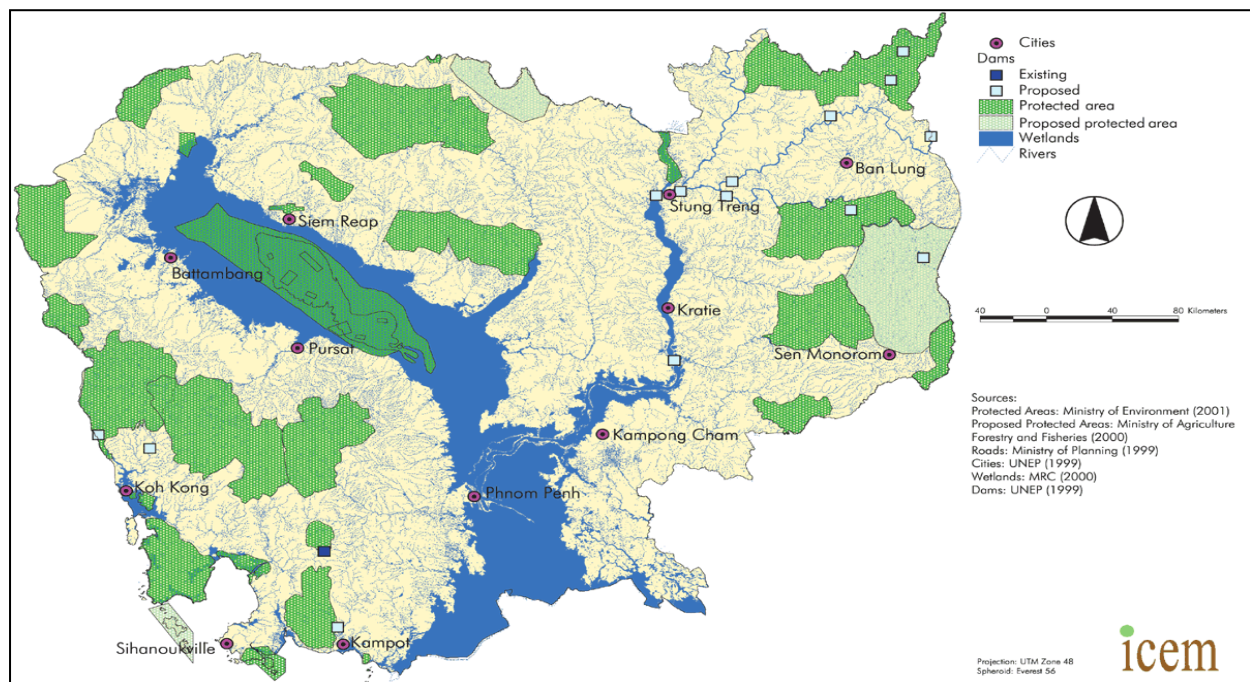 Cities
Dams
Existing
Proposed
Protected area
Proposed protected area
Wetlands
Rivers
Ban Lung
Stung Treng
Siem Reap
Battambang
Kratie
Pursat
Sen Monorom
40 0 40 80 Kilometers
Sources:
Protected Areas: Ministry of Environment (2001)
Proposed Protected Areas: Ministry of Agriculture
Forestry and Fisheries (2000)
Roads: Ministry of Planning (1999)
Cities: UNEP (1999)
Wetlands: MRC (2000)
Dams: UNEP (1999)
Kampong Cham
Koh Kong
Phnom Penh
Sihanoukville
Kampot
Projection: UTM Zone 48
Spheroid: Everest 56
icem